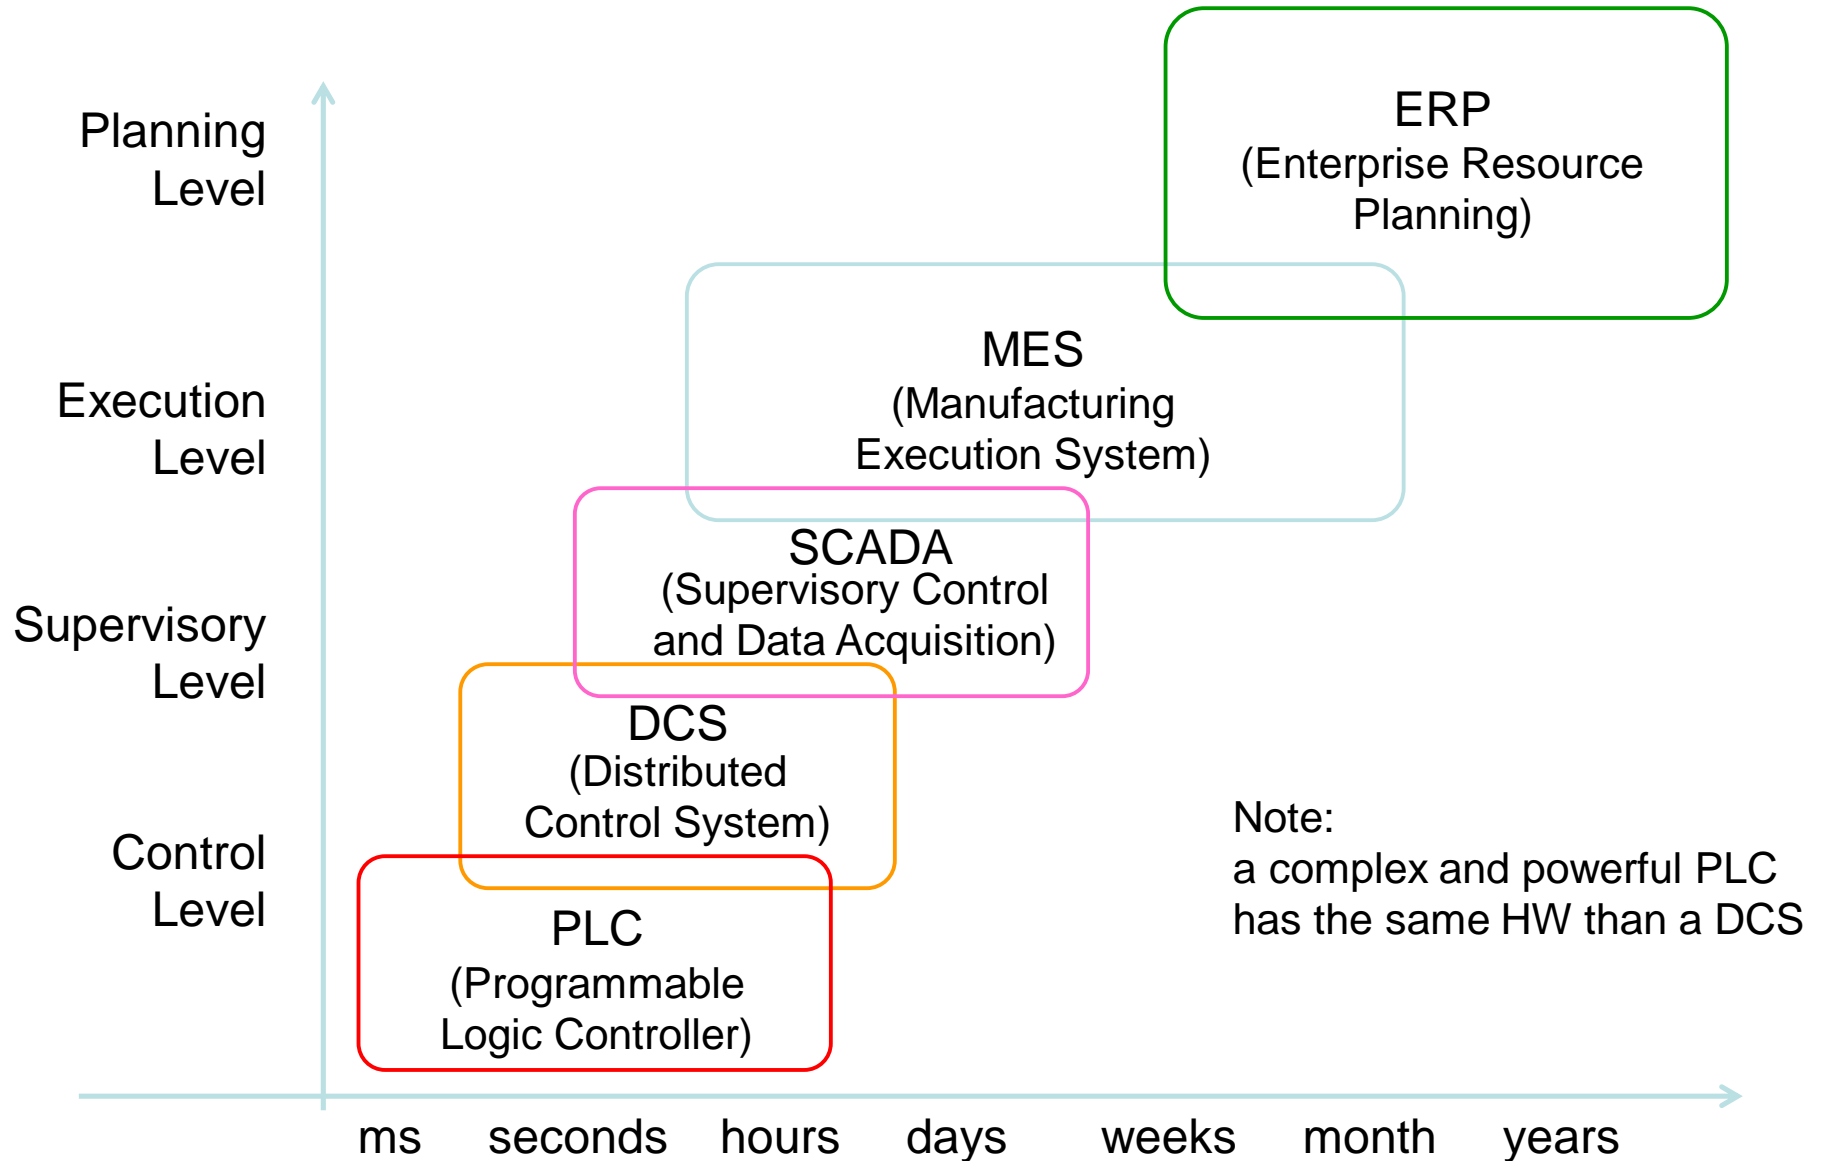 Planning
Level
ERP
(Enterprise Resource
Planning)
Execution
Level
MES
(Manufacturing
Execution System)
Supervisory
Level
SCADA
(Supervisory Control
and Data Acquisition)
DCS
(Distributed
Control System)
Control
Level
PLC
(Programmable
Logic Controller)
Note:
a complex and powerful PLC
has the same HW than a DCS
ms seconds hours days weeks month years